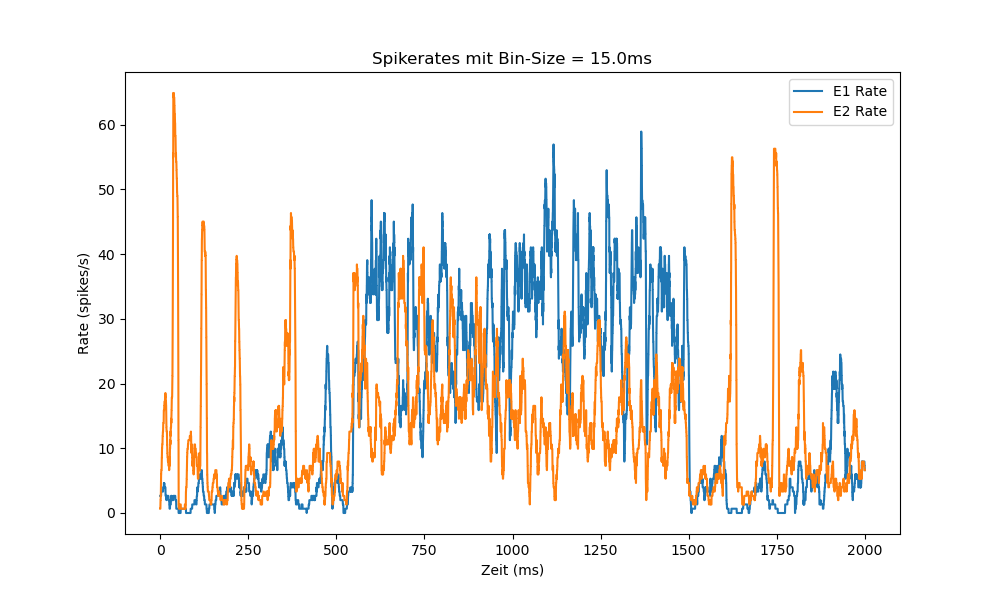 Spikerates mit Bin-Size = 15.0ms
E1 Rate
E2 Rate
Rate (spikes/s)
60
50
40
30
20
10
0
0 250 500 750 1000 1250 1500 1750 2000
Zeit (ms)